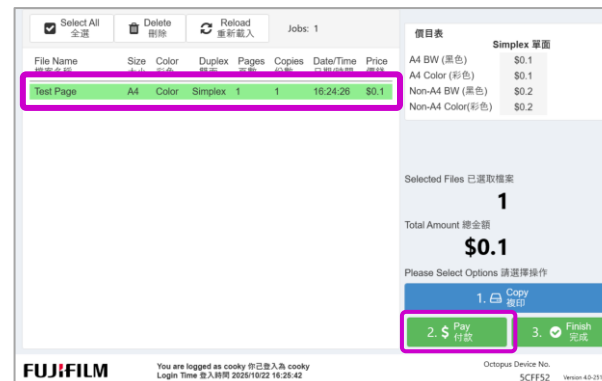 Select All
全選
Delete
刪除
Reload
重新載入
Jobs: 1
File Name Size Color Duplex Pages Copies Date/Time Price
Test Page A4 Color Simplex 1 1 16:24:26 $0.1
價目表
Simplex 單面
A4 BW (黑色) $0.1
A4 Color (彩色) $0.1
Non-A4 BW (黑色) $0.2
Non-A4 Color(彩色) $0.2
Selected Files 已選取檔案
1
Total Amount 總金額
$0.1
Please Select Options 請選擇操作
1. Copy
複印
2. $ Pay
付款
3. Finish
完成
FUJIFILM
You are logged as cooky 你已登入為 cooky
Login Time 登入時間 2025/10/22 16:25:42
Octopus Device No.
5CFF52
Version 4.0-251